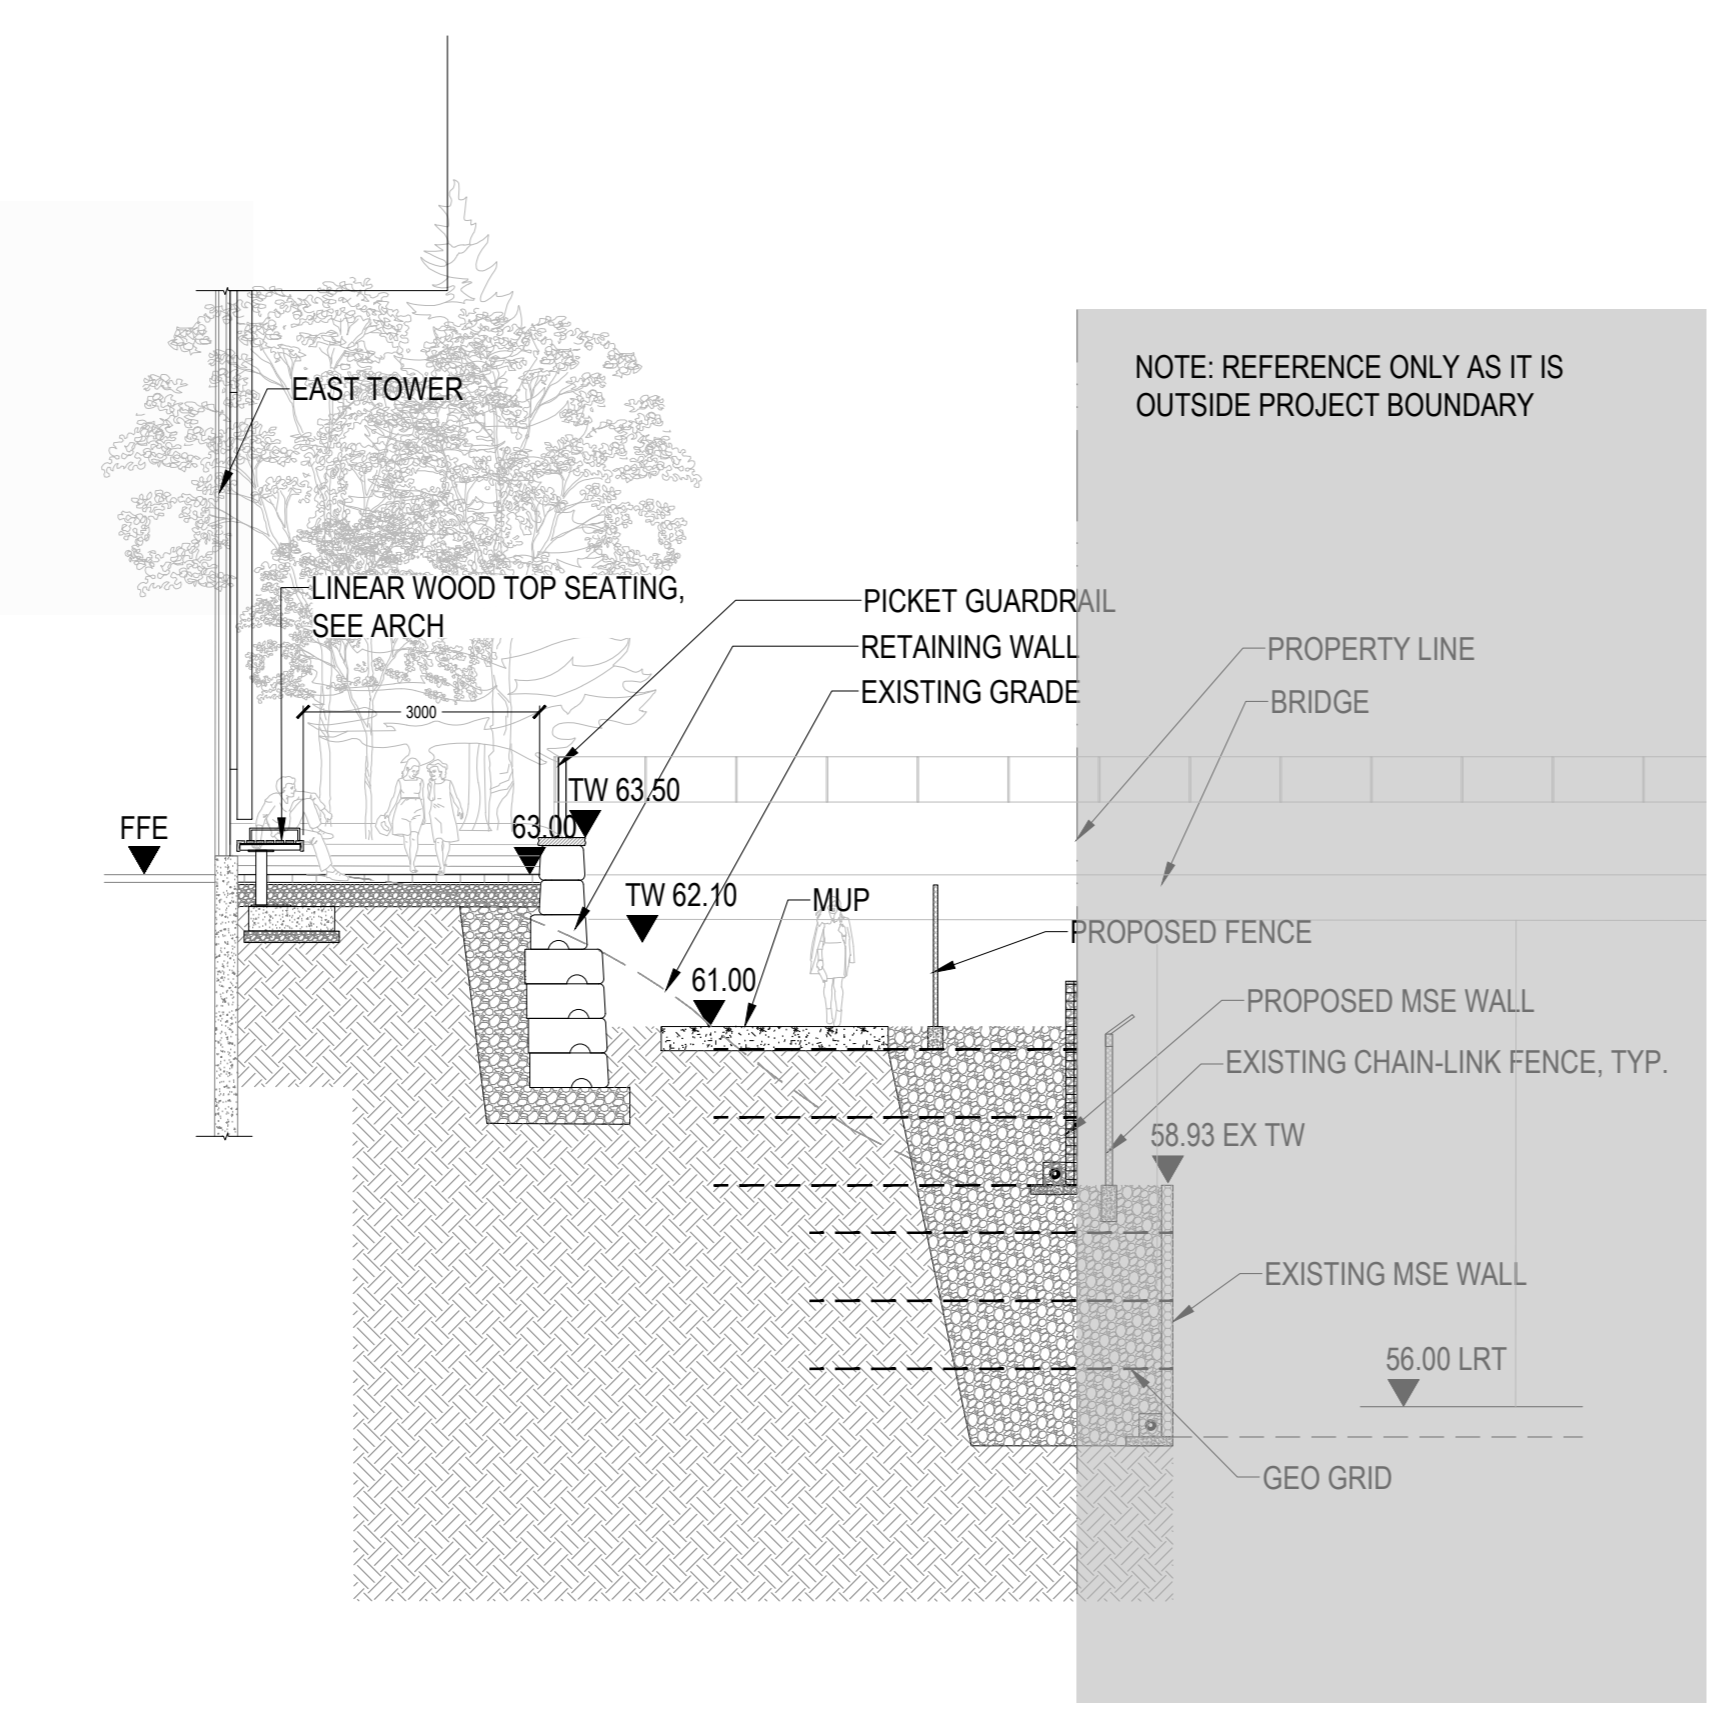 NOTE: REFERENCE ONLY AS IT IS
OUTSIDE PROJECT BOUNDARY
EAST TOWER
LINEAR WOOD TOP SEATING,
SEE ARCH
PICKET GUARDRAIL
RETAINING WALL
EXISTING GRADE
PROPERTY LINE
BRIDGE
3000
TW 63.50
63.00
FFE
TW 62.10
MUP
PROPOSED FENCE
61.00
PROPOSED MSE WALL
EXISTING CHAIN-LINK FENCE, TYP.
58.93 EX TW
EXISTING MSE WALL
56.00 LRT
GEO GRID